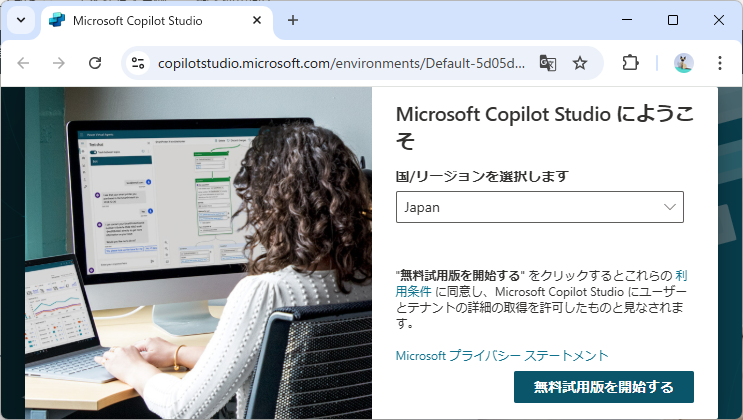 Microsoft Copilot Studio
copilotstudio.microsoft.com/environments/Default-5d05d...
Microsoft Copilot Studio にようこ
そ
国/リージョンを選択します
Japan
"無料試用版を開始する" をクリックするとこれらの 利
用条件 に同意し、Microsoft Copilot Studio にユーザー
とテナントの詳細の取得を許可したものと見なされま
す。
Microsoft プライバシー ステートメント
無料試用版を開始する